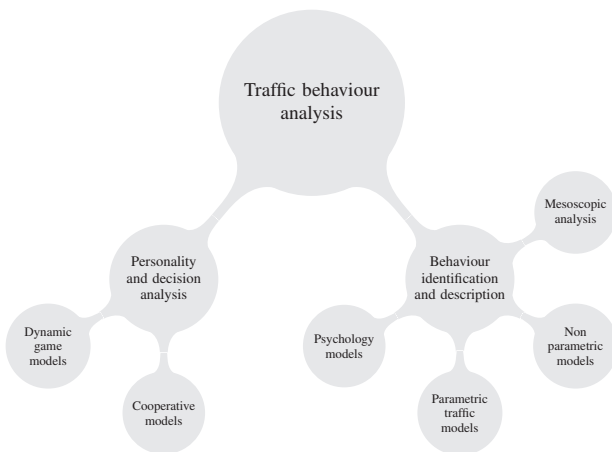 Traffic behaviour
analysis
Personality
and decision
analysis
Dynamic
game
models
Cooperative
models
Behaviour
identification
and description
Mesoscopic
analysis
Psychology
models
Parametric
traffic
models
Non
parametric
models